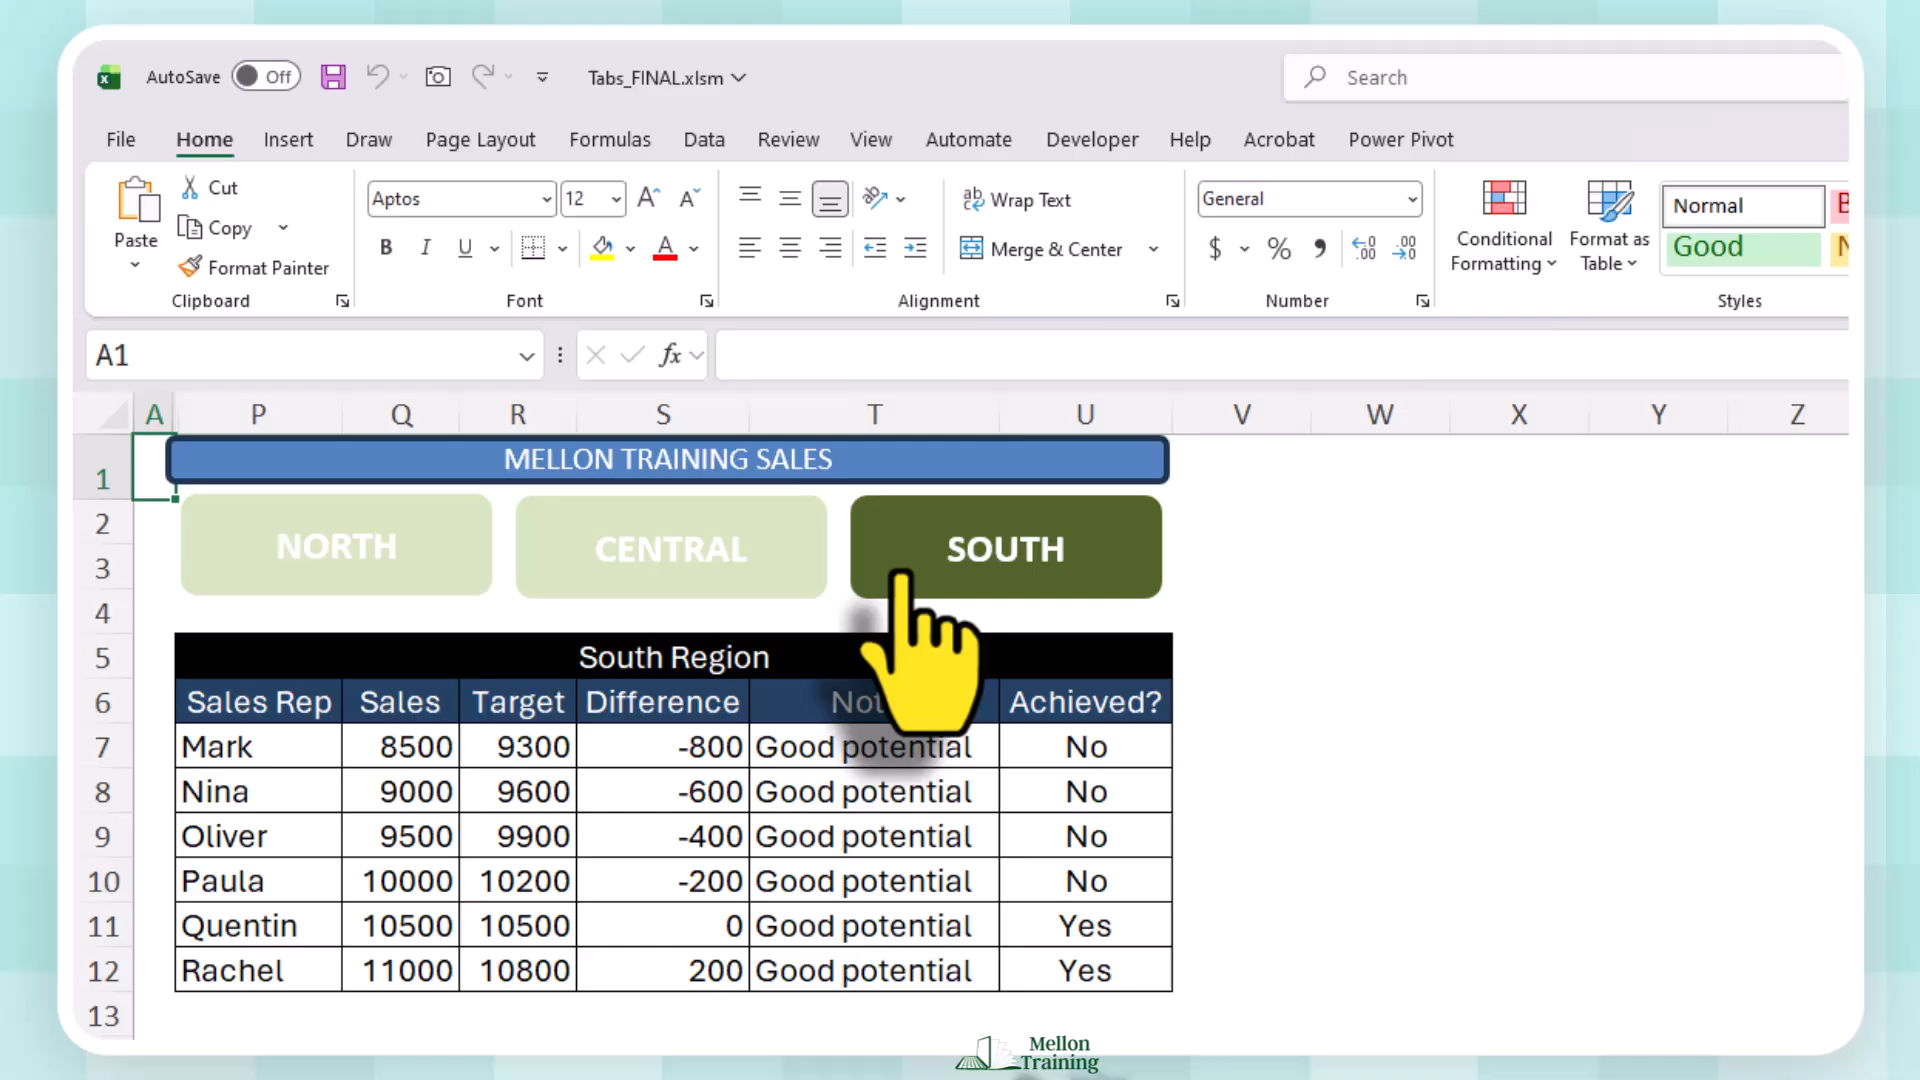 AutoSave Off Tabs_FINAL.xlsm Search
File Home Insert Draw Page Layout Formulas Data Review View Automate Developer Help Acrobat Power Pivot
Paste
Cut
Copy
Format Painter
Clipboard
Aptos 12
B I U A
Font
ab Wrap Text
Merge & Center
Alignment
General
$ % , .00
Number
Conditional Formatting
Format as Table
Normal
Good
Styles
A1 fx
A P Q R S T U V W X Y Z
1 MELLON TRAINING SALES
2
3 NORTH CENTRAL SOUTH
4
5 South Region
6 Sales Rep Sales Target Difference Achieved?
7 Mark 8500 9300 -800 Good potential No
8 Nina 9000 9600 -600 Good potential No
9 Oliver 9500 9900 -400 Good potential No
10 Paula 10000 10200 -200 Good potential No
11 Quentin 10500 10500 0 Good potential Yes
12 Rachel 11000 10800 200 Good potential Yes
13
Mellon
Training